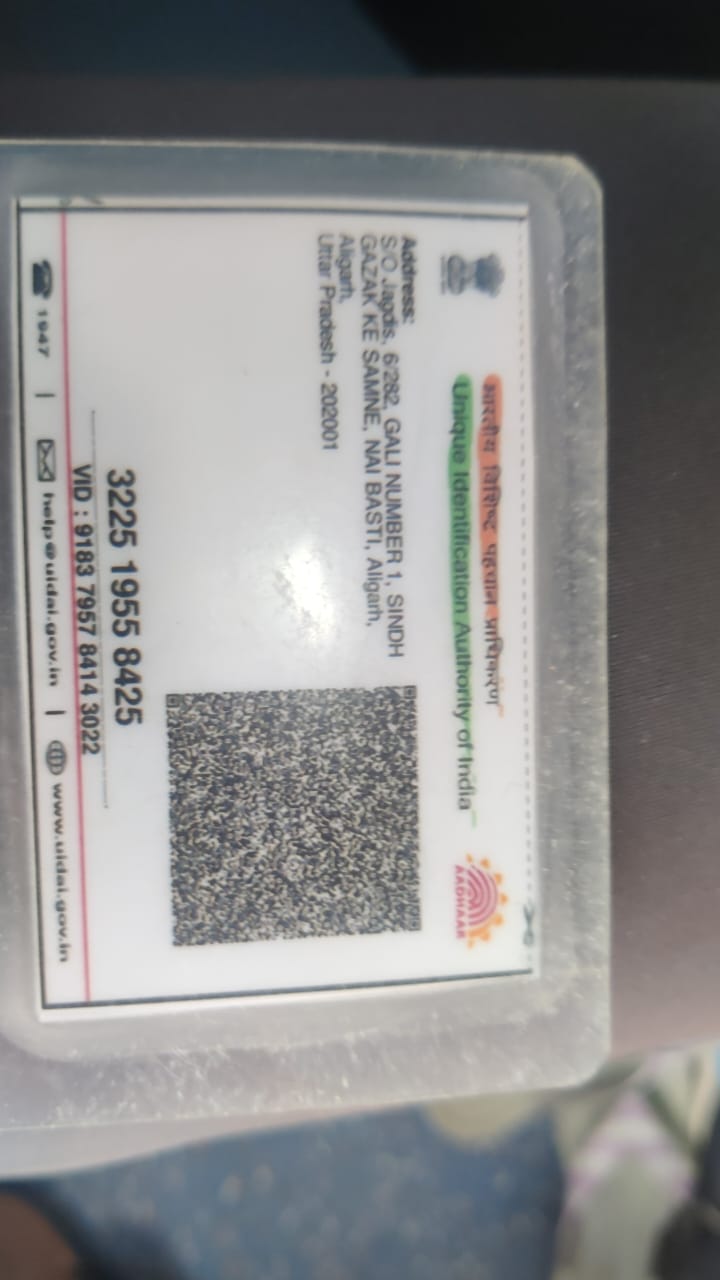 भारतीय विशिष्ट पहचान प्राधिकरण
Unique Identification Authority of India
AADHAAR
Address:
S/O Jagdis, 6/282, GALI NUMBER 1, SINDH
GAZAK KE SAMNE, NAI BASTI, Aligarh,
Aligarh,
Uttar Pradesh - 202001
3225 1955 8425
VID : 9183 7957 8414 3022
1947 | help@uidai.gov.in | www.uidai.gov.in